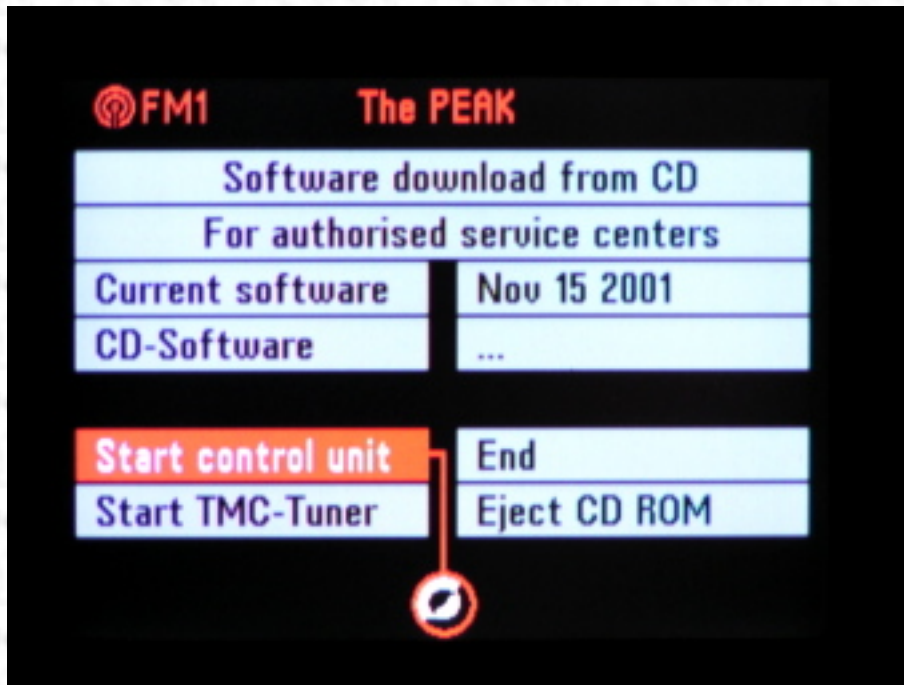 FM1 The PEAK
Software download from CD
For authorised service centers
Current software Nov 15 2001
CD-Software ...
Start control unit End
Start TMC-Tuner Eject CD ROM